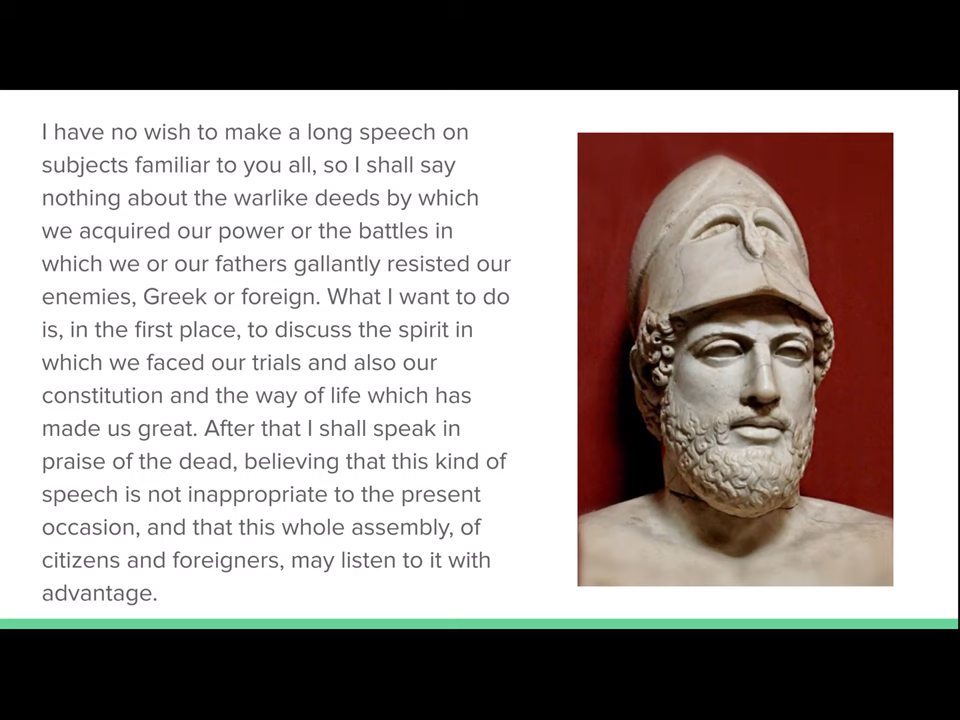 I have no wish to make a long speech on
subjects familiar to you all, so I shall say
nothing about the warlike deeds by which
we acquired our power or the battles in
which we or our fathers gallantly resisted our
enemies, Greek or foreign. What I want to do
is, in the first place, to discuss the spirit in
which we faced our trials and also our
constitution and the way of life which has
made us great. After that I shall speak in
praise of the dead, believing that this kind of
speech is not inappropriate to the present
occasion, and that this whole assembly, of
citizens and foreigners, may listen to it with
advantage.